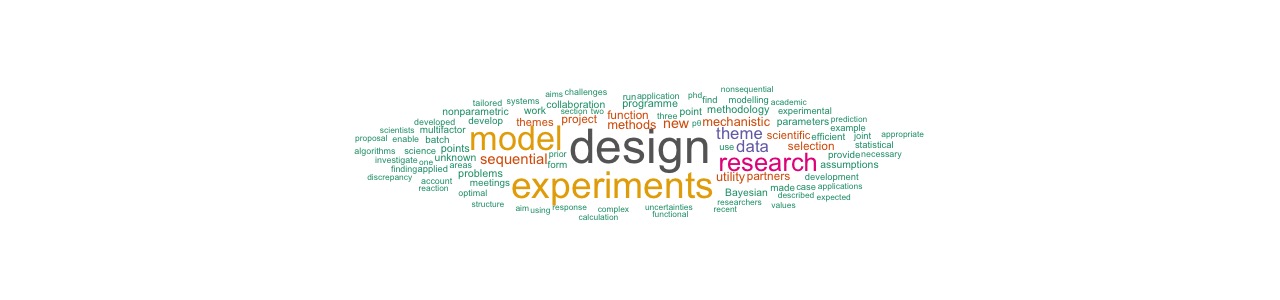 nonsequential
aims challenges run application phd find modelling academic
tailored systems collaboration programme
nonparametric work section two function three point methodology experimental
developed develop themes project methods new p6 mechanistic parameters prediction
scientists multifactor model design theme scientific efficient example joint appropriate
proposal enable batch use data selection statistical
algorithms science points sequential prior research provide necessary
investigate one unknown form assumptions
finding applied areas
discrepancy account problems meetings experiments utility partners development
reaction optimal Bayesian made case applications
described expected
structure aim using response complex uncertainties researchers values
calculation functional recent